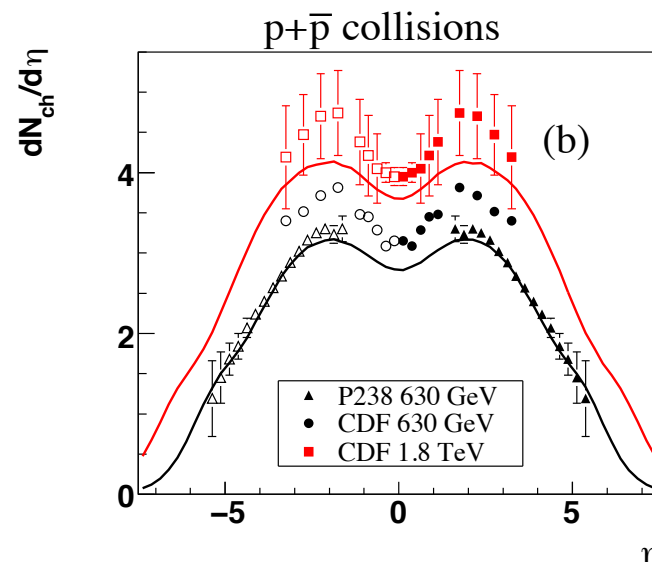 p+p̅ collisions
dN_ch/dη
(b)
4
2
0
P238 630 GeV
CDF 630 GeV
CDF 1.8 TeV
−5 0 5
η